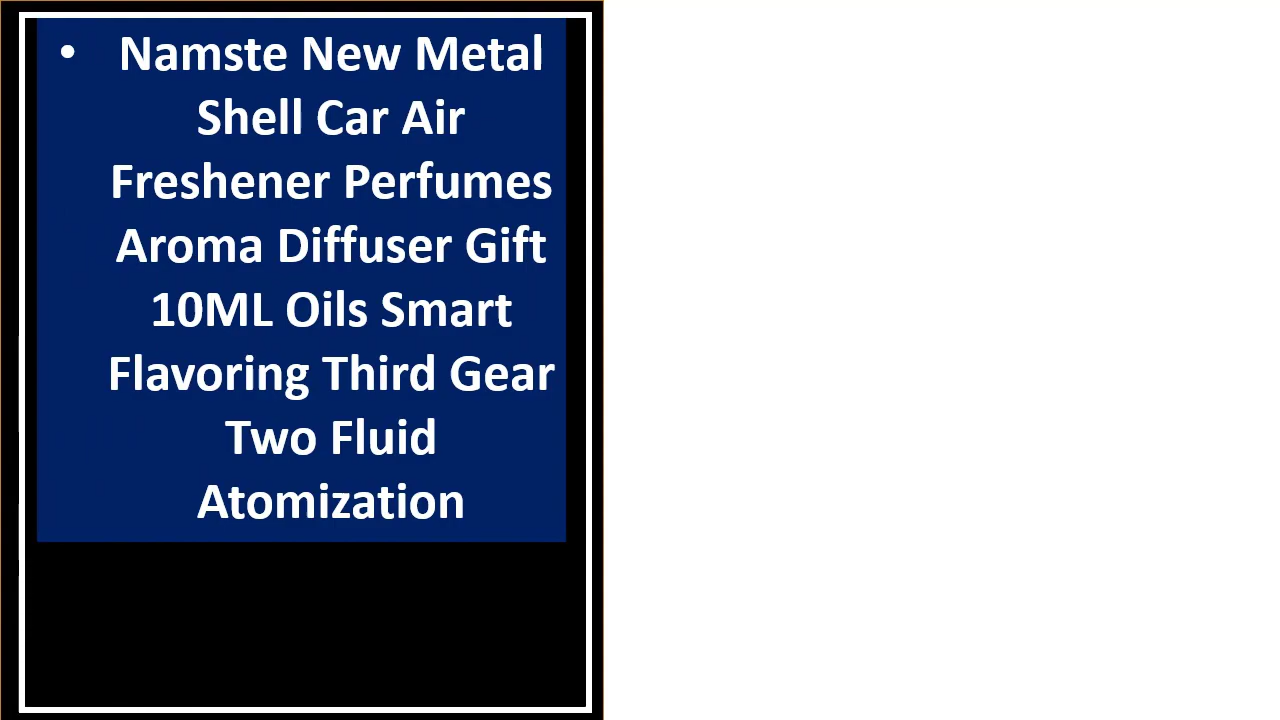 • Namste New Metal
Shell Car Air
Freshener Perfumes
Aroma Diffuser Gift
10ML Oils Smart
Flavoring Third Gear
Two Fluid
Atomization